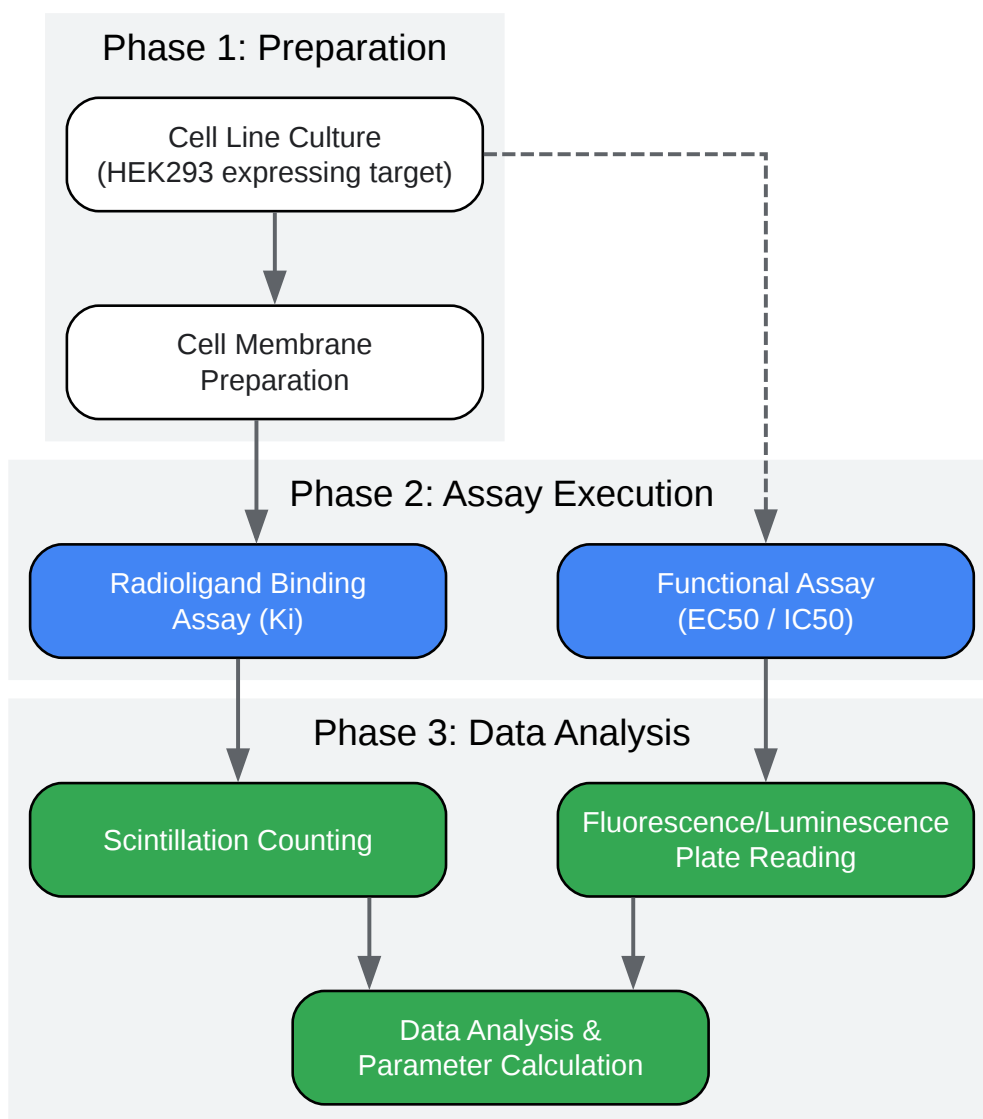 Phase 1: Preparation
Cell Line Culture
(HEK293 expressing target)
Cell Membrane
Preparation
Phase 2: Assay Execution
Radioligand Binding
Assay (Ki)
Functional Assay
(EC50 / IC50)
Phase 3: Data Analysis
Scintillation Counting
Fluorescence/Luminescence
Plate Reading
Data Analysis &
Parameter Calculation